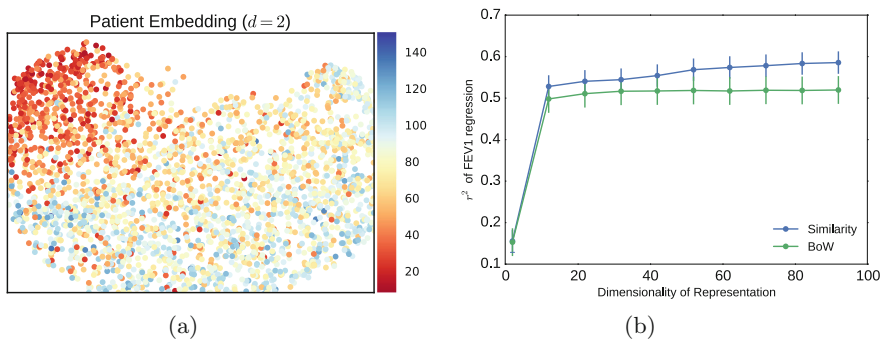 Patient Embedding (d = 2)
140
120
100
80
60
40
20
(a)
0.7
0.6
0.5
0.4
0.3
0.2
0.1
r² of FEV1 regression
Similarity
BoW
0
20
40
60
80
100
Dimensionality of Representation
(b)